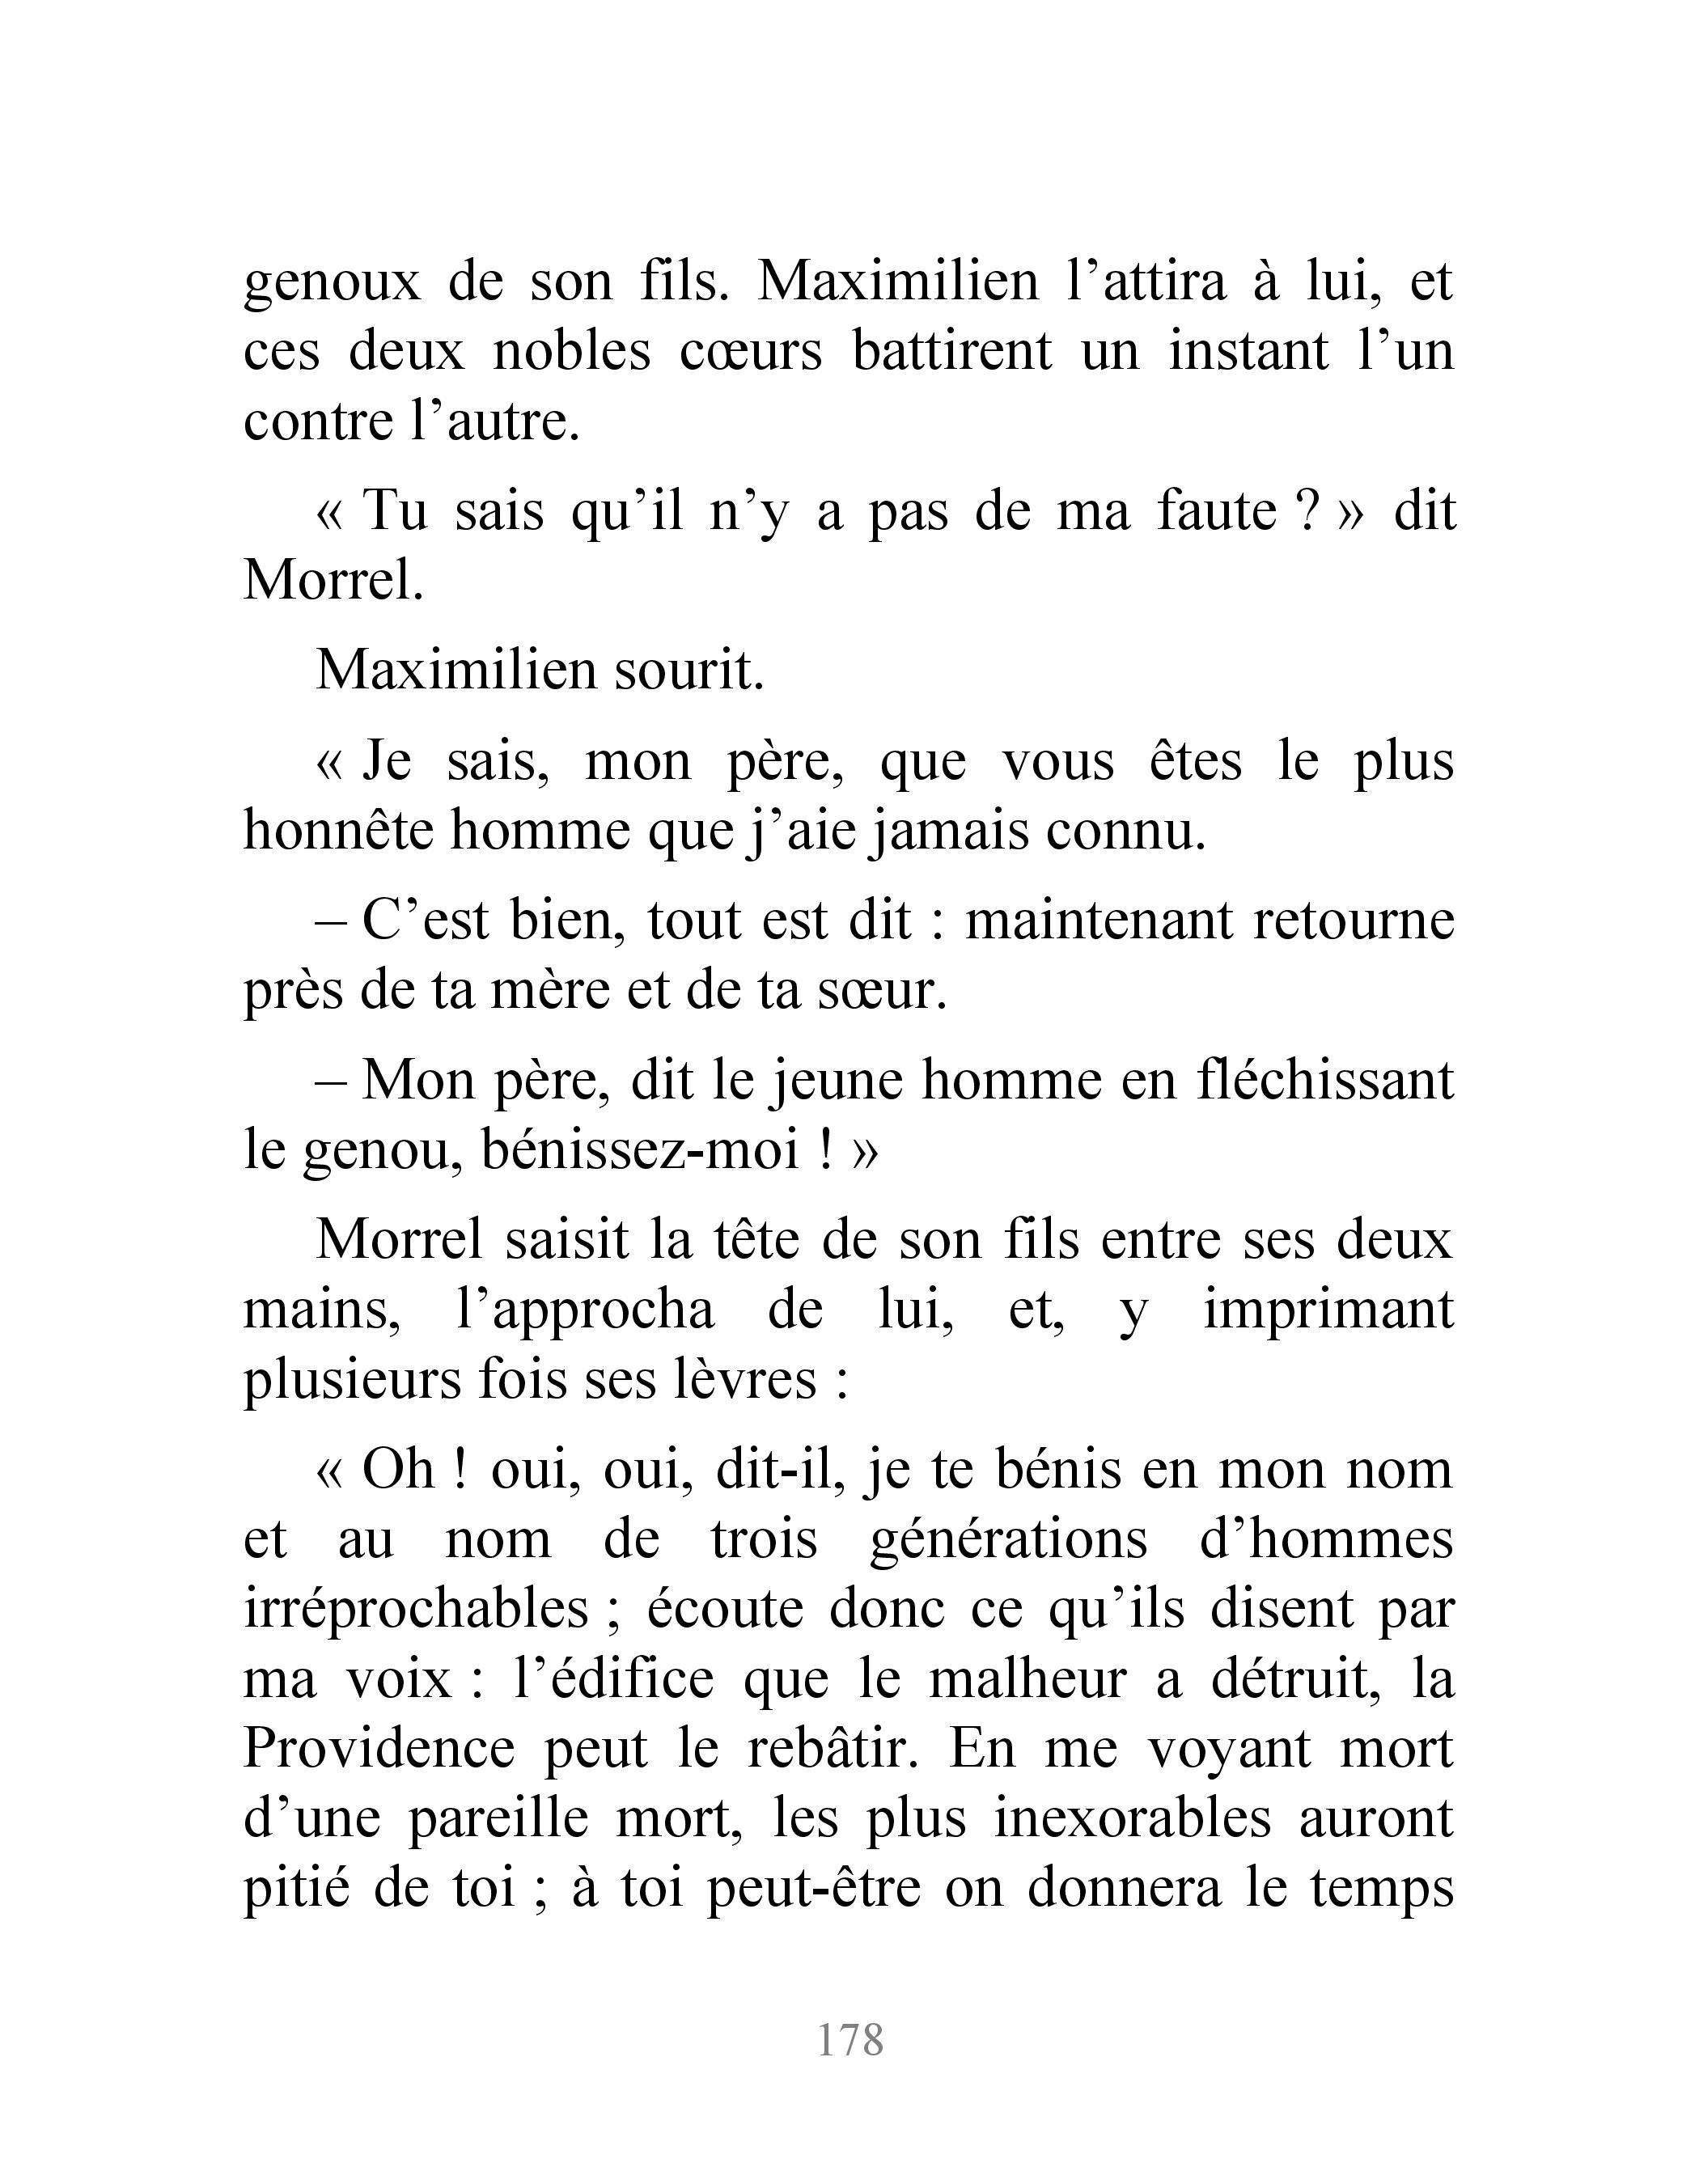 genoux de son fils. Maximilien l’attira à lui, et
ces deux nobles cœurs battirent un instant l’un
contre l’autre.
« Tu sais qu’il n’y a pas de ma faute ? » dit
Morrel.
Maximilien sourit.
« Je sais, mon père, que vous êtes le plus
honnête homme que j’aie jamais connu.
– C’est bien, tout est dit : maintenant retourne
près de ta mère et de ta sœur.
– Mon père, dit le jeune homme en fléchissant
le genou, bénissez-moi ! »
Morrel saisit la tête de son fils entre ses deux
mains, l’approcha de lui, et, y imprimant
plusieurs fois ses lèvres :
« Oh ! oui, oui, dit-il, je te bénis en mon nom
et au nom de trois générations d’hommes
irréprochables ; écoute donc ce qu’ils disent par
ma voix : l’édifice que le malheur a détruit, la
Providence peut le rebâtir. En me voyant mort
d’une pareille mort, les plus inexorables auront
pitié de toi ; à toi peut-être on donnera le temps
178